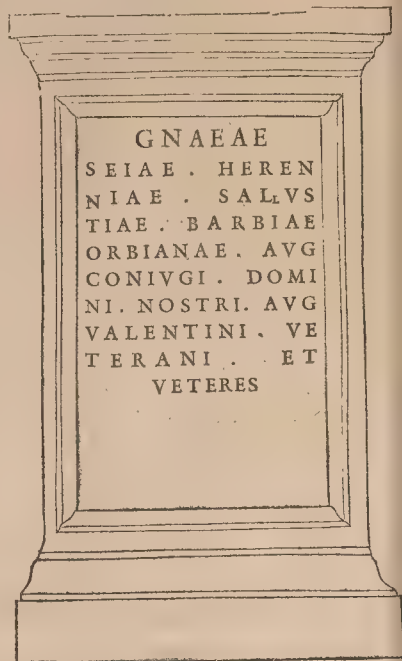 GNAEAE
SEIAE . HEREN
NIAE . SALLVS
TIAE . BARBIAE
ORBIANAE . AVG
CONIVGI . DOMI
NI . NOSTRI . AVG
VALENTINI . VE
TERANI . ET
VETERES